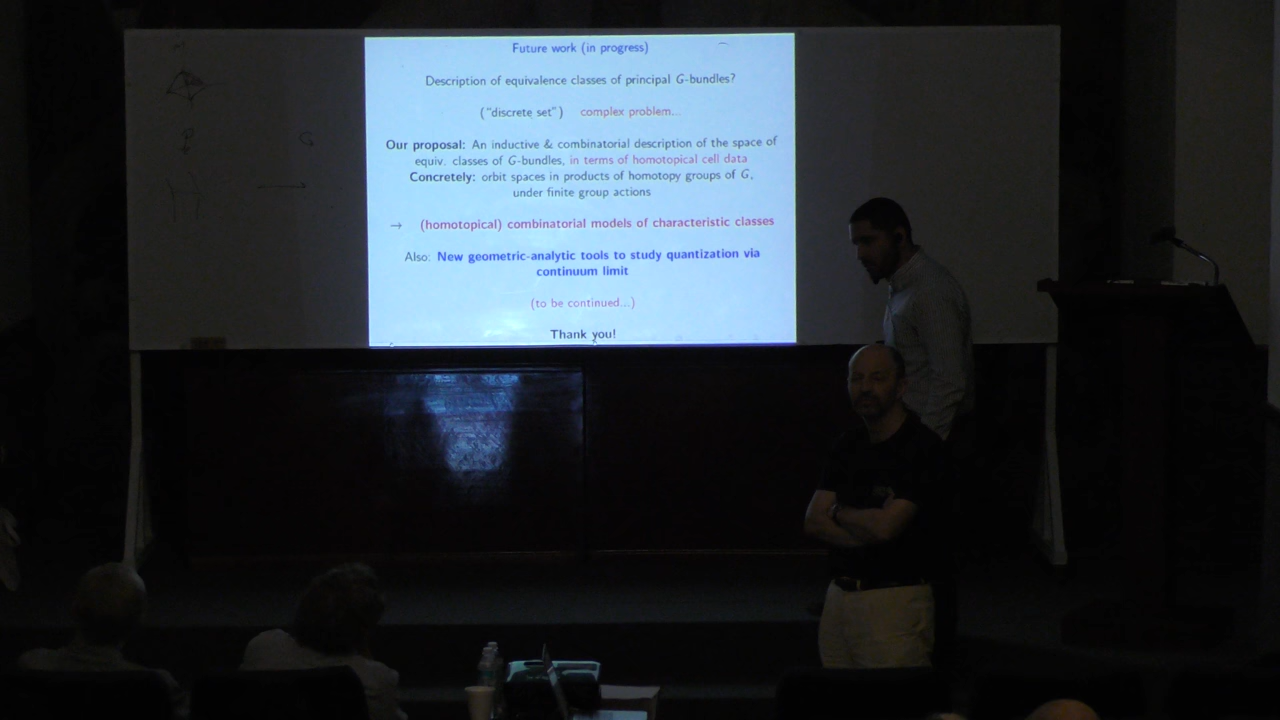 Future work (in progress)
Description of equivalence classes of principal G-bundles?
("discrete set") complex problem...
Our proposal: An inductive & combinatorial description of the space of
equiv. classes of G-bundles, in terms of homotopical cell data
Concretely: orbit spaces in products of homotopy groups of G,
under finite group actions
→ (homotopical) combinatorial models of characteristic classes
Also: New geometric-analytic tools to study quantization via
continuum limit
(to be continued...)
Thank you!